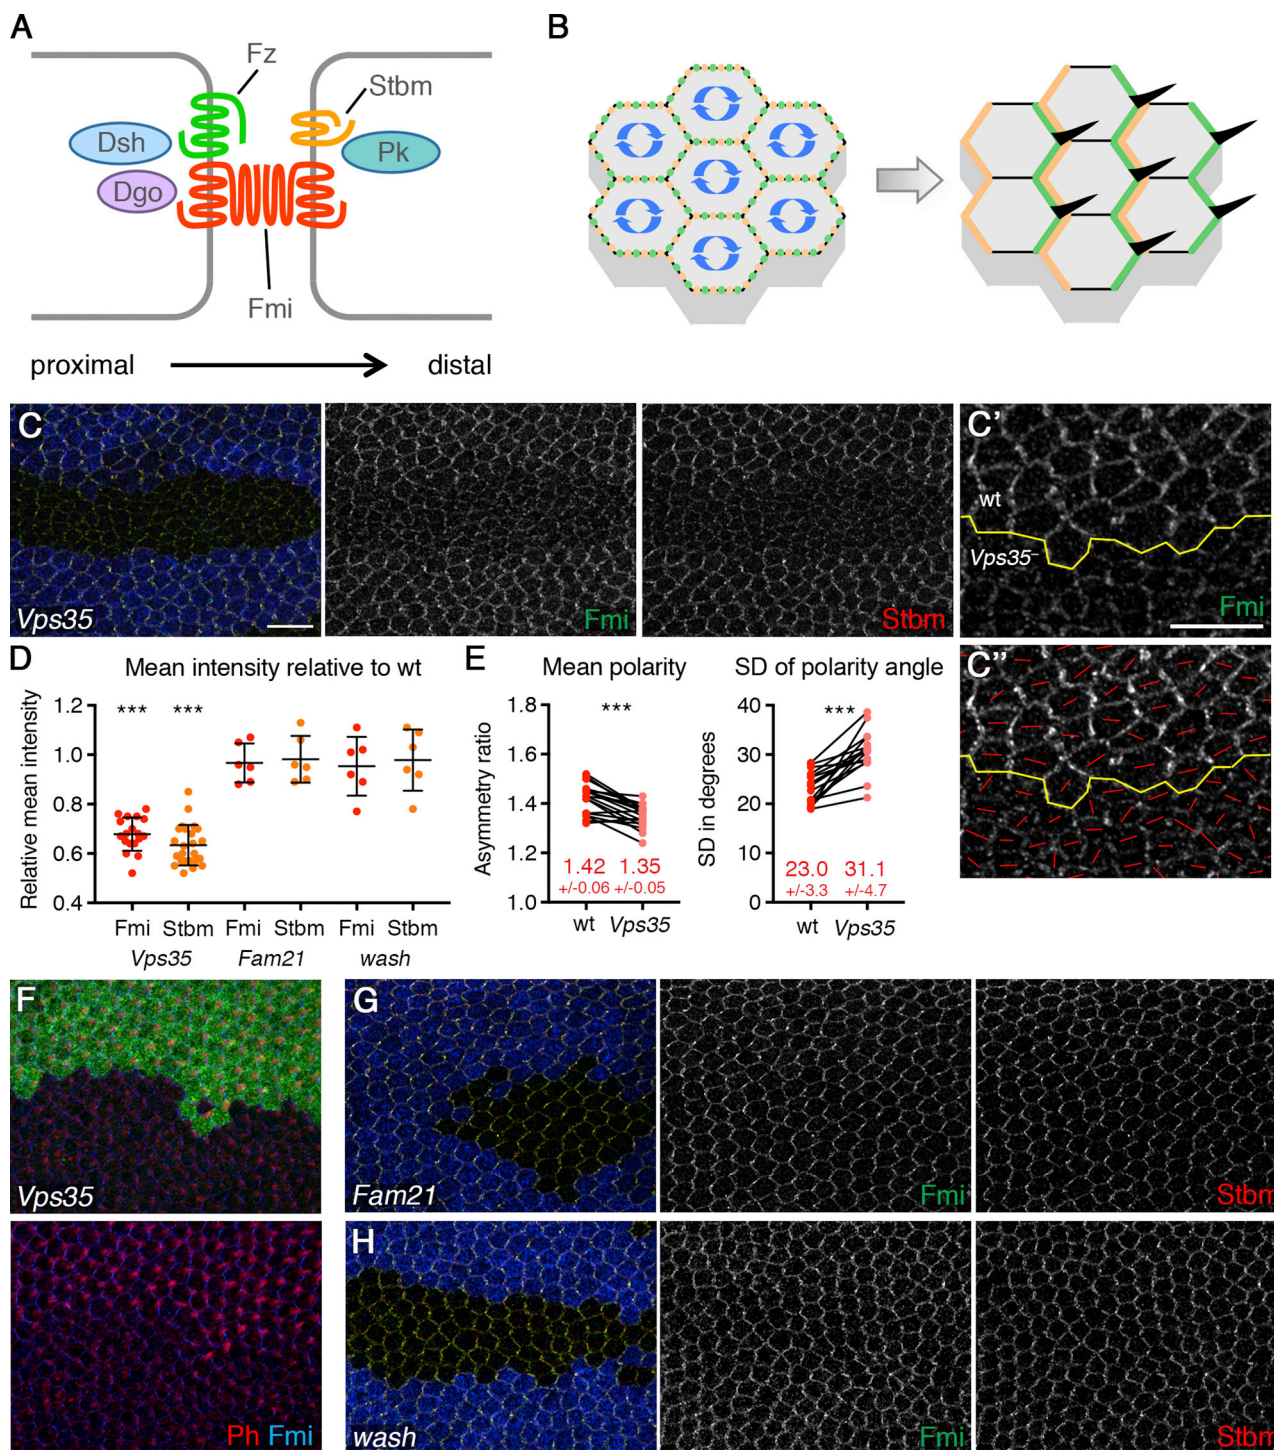 A
Fz
Stbm
Dsh
Pk
Dgo
Fmi
proximal
distal
B
C
Vps35
Fmi
Stbm
C'
wt
Vps35⁻
Fmi
C''
D
Mean intensity relative to wt
Relative mean intensity
1.2
1.0
0.8
0.6
0.4
***
***
Fmi Stbm Fmi Stbm Fmi Stbm
Vps35 Fam21 wash
E
Mean polarity
Asymmetry ratio
1.8
1.6
1.4
1.2
1.0
***
1.42 1.35
+/-0.06 +/-0.05
wt Vps35
SD of polarity angle
SD in degrees
40
30
20
10
0
***
23.0 31.1
+/-3.3 +/-4.7
wt Vps35
F
Vps35
Ph Fmi
G
Fam21
Fmi
Stbm
H
wash
Fmi
Stbm